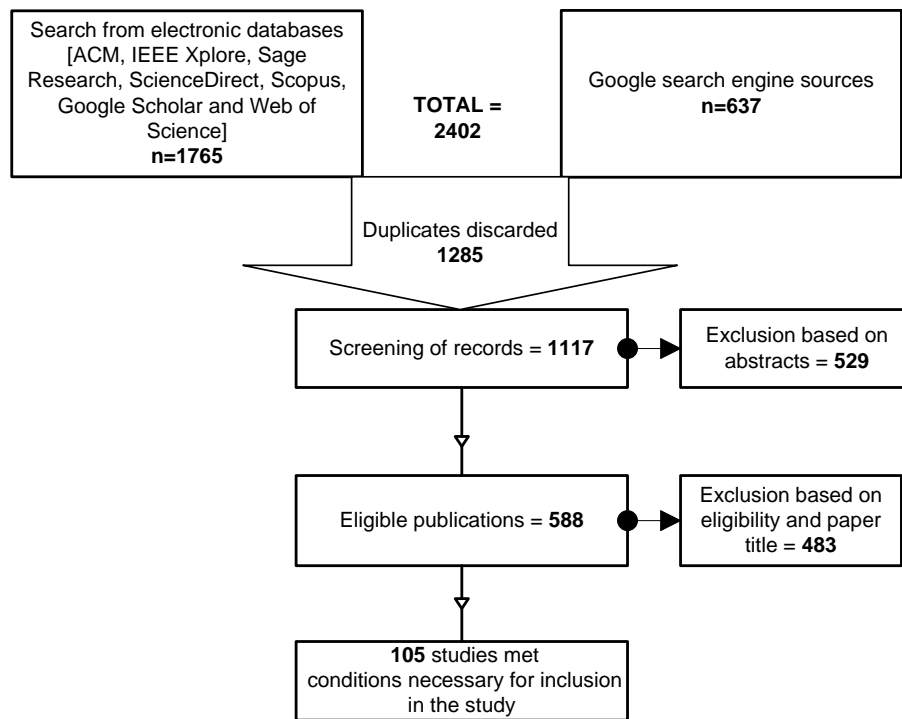 Search from electronic databases
[ACM, IEEE Xplore, Sage
Research, ScienceDirect, Scopus,
Google Scholar and Web of
Science]
n=1765
TOTAL =
2402
Google search engine sources
n=637
Duplicates discarded
1285
Screening of records = 1117
Exclusion based on
abstracts = 529
Eligible publications = 588
Exclusion based on
eligibility and paper
title = 483
105 studies met
conditions necessary for inclusion
in the study